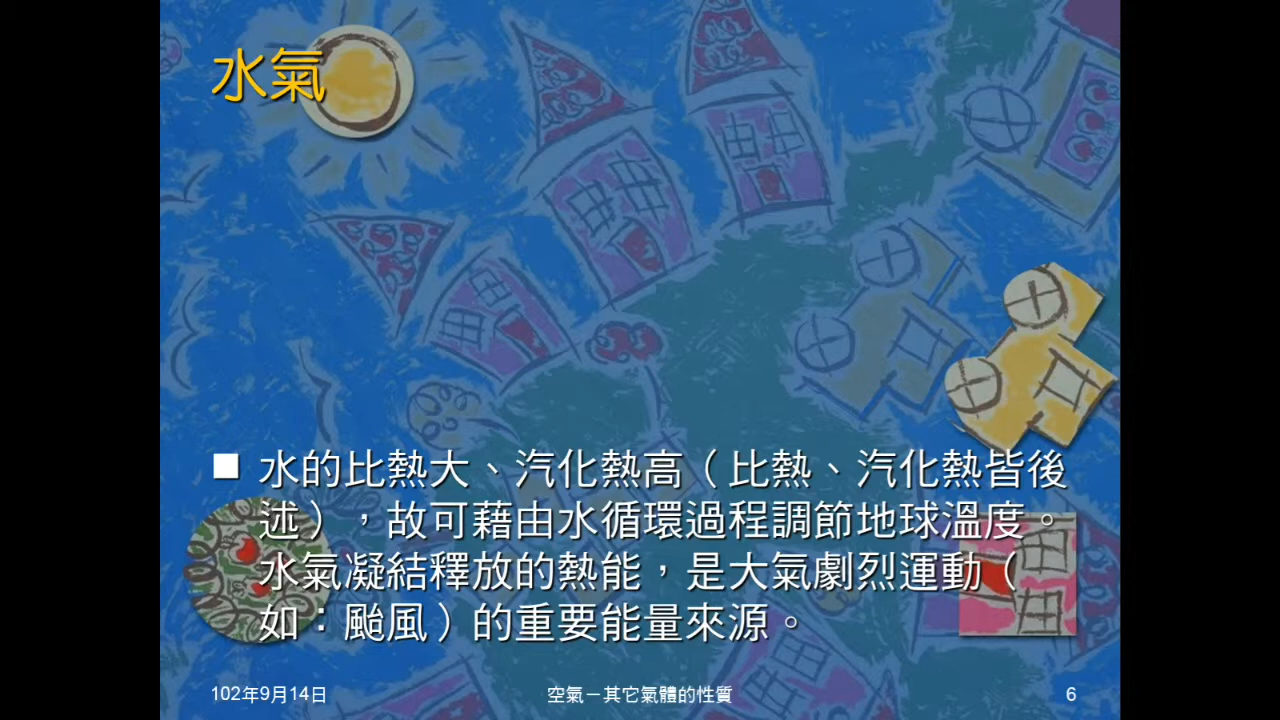 水氣
■ 水的比熱大、汽化熱高（比熱、汽化熱皆後
述），故可藉由水循環過程調節地球溫度。
水氣凝結釋放的熱能，是大氣劇烈運動（
如：颱風）的重要能量來源。
102年9月14日
空氣－其它氣體的性質
6